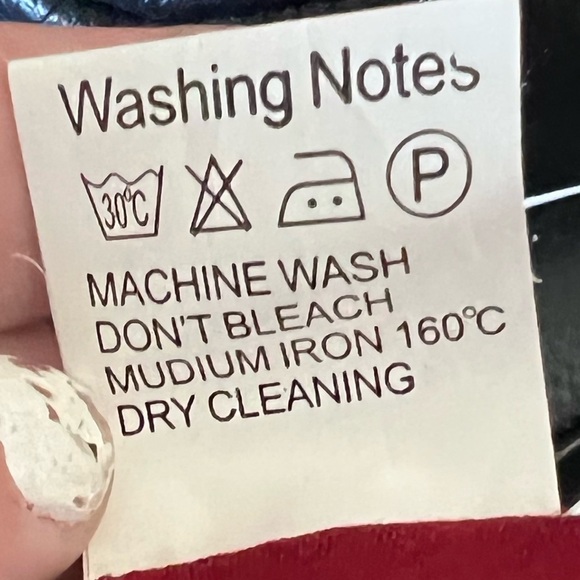 Washing Notes
30°C P
MACHINE WASH
DON'T BLEACH
MUDIUM IRON 160°C
DRY CLEANING